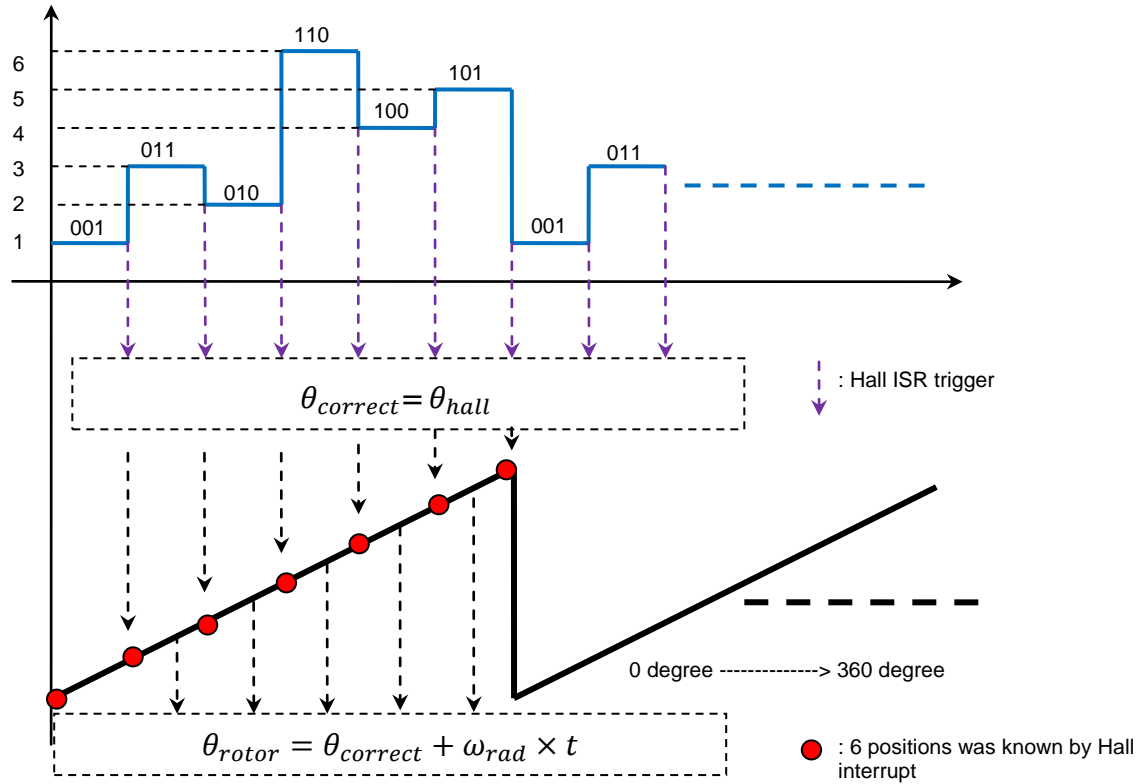 110
6
101
5
100
4
011
011
3
010
2
001
001
1
: Hall ISR trigger
θcorrect= θhall
0 degree -----------> 360 degree
θrotor = θcorrect + ωrad × t
: 6 positions was known by Hall
interrupt